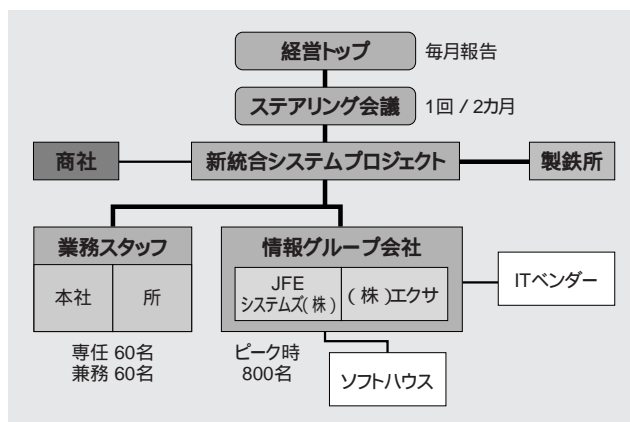 経営トップ
毎月報告
ステアリング会議
1回 / 2カ月
商社
新統合システムプロジェクト
製鉄所
業務スタッフ
本社
所
情報グループ会社
JFE
システムズ(株)
(株)エクサ
ITベンダー
専任 60名
兼務 60名
ピーク時
800名
ソフトハウス